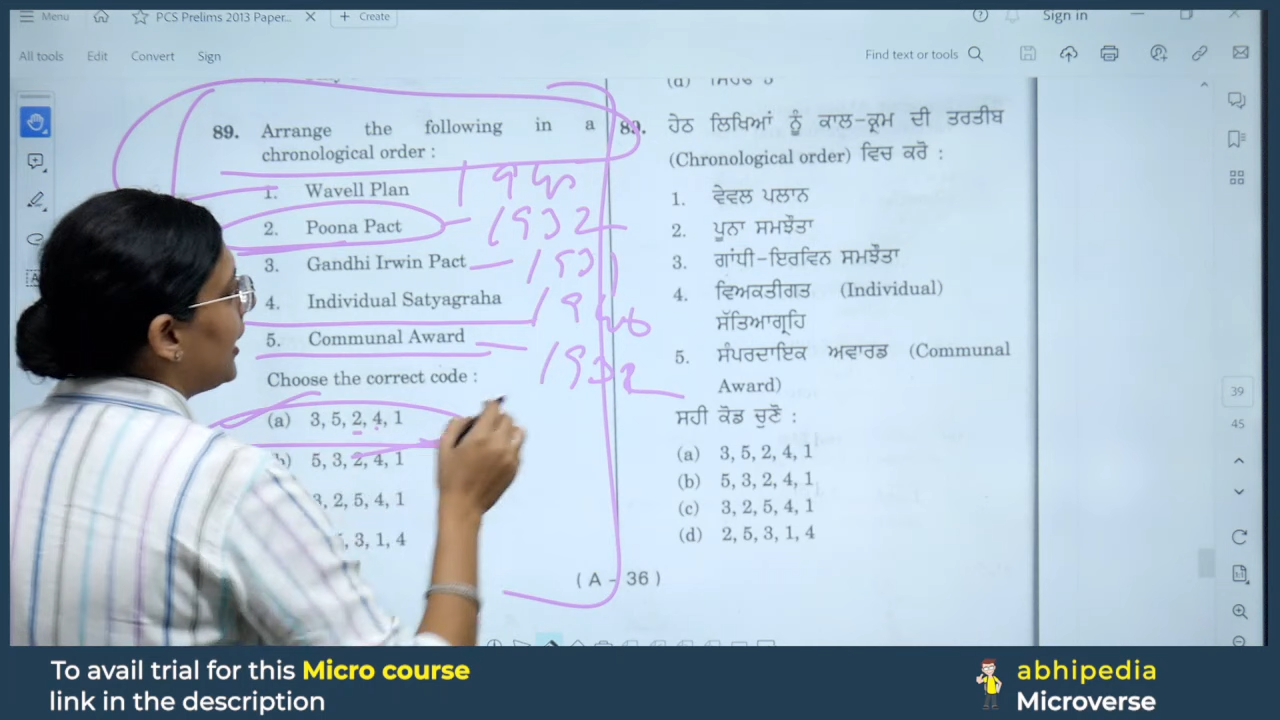 Menu
PCS Prelims 2013 Paper...
Create
Sign in
All tools Edit Convert Sign
Find text or tools
89. Arrange the following in a
chronological order :
1. Wavell Plan
2. Poona Pact 1932
3. Gandhi Irwin Pact 1931
4. Individual Satyagraha
5. Communal Award 1932
Choose the correct code :
(a) 3, 5, 2, 4, 1
5, 3, 2, 4, 1
3, 2, 5, 4, 1
3, 1, 4
89. ਹੇਠ ਲਿਖਿਆਂ ਨੂੰ ਕਾਲ-ਕ੍ਰਮ ਦੀ ਤਰਤੀਬ
(Chronological order) ਵਿਚ ਕਰੋ :
1. ਵੇਵਲ ਪਲਾਨ
2. ਪੂਨਾ ਸਮਝੌਤਾ
3. ਗਾਂਧੀ-ਇਰਵਿਨ ਸਮਝੌਤਾ
4. ਵਿਅਕਤੀਗਤ (Individual)
ਸੱਤਿਆਗ੍ਰਹਿ
5. ਸੰਪਰਦਾਇਕ ਅਵਾਰਡ (Communal
Award)
ਸਹੀ ਕੋਡ ਚੁਣੋ :
(a) 3, 5, 2, 4, 1
(b) 5, 3, 2, 4, 1
(c) 3, 2, 5, 4, 1
(d) 2, 5, 3, 1, 4
( A - 36 )
39
45
To avail trial for this Micro course
link in the description
abhipedia
Microverse